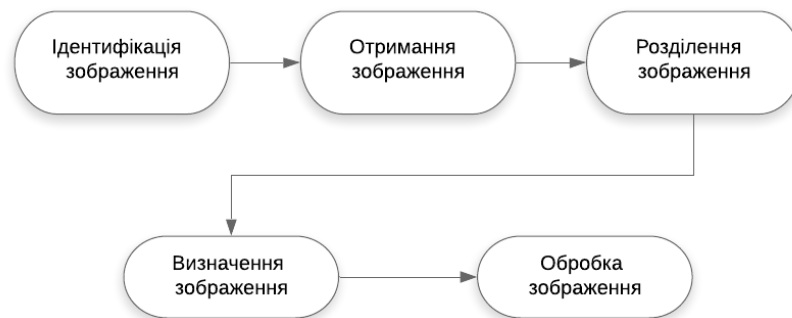 Ідентифікація
зображення
Отримання
зображення
Розділення
зображення
Визначення
зображення
Обробка
зображення